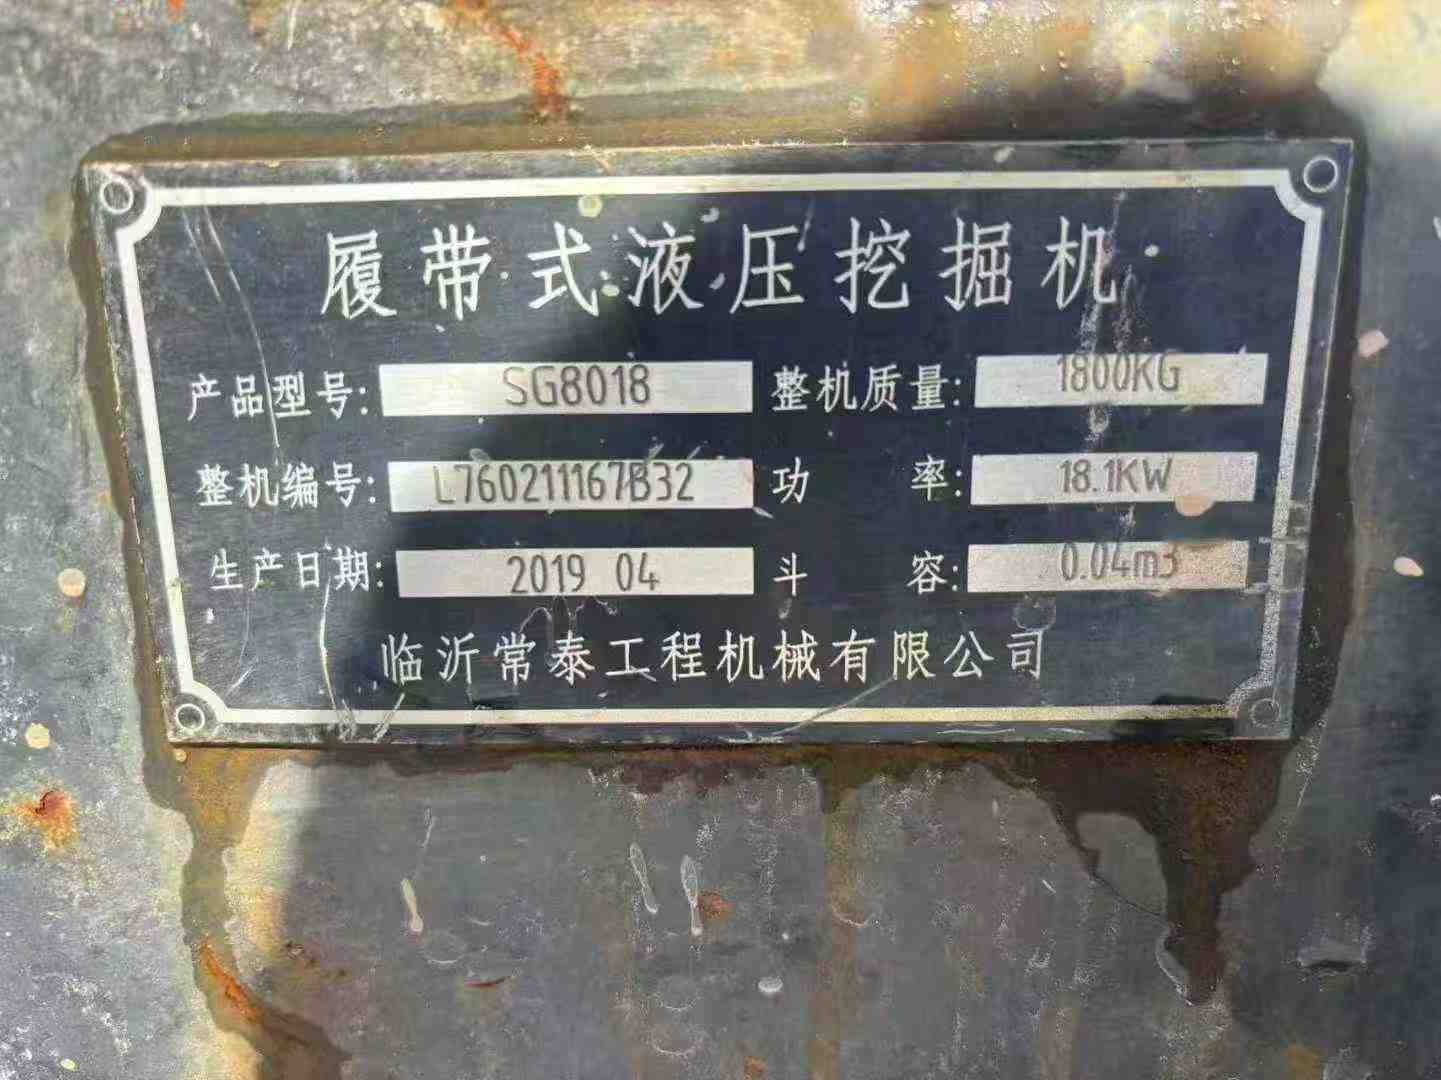 履带式液压挖掘机
产品型号: SG8018 整机质量: 1800KG
整机编号: L760211167B32 功 率: 18.1KW
生产日期: 2019 04 斗 容: 0.04m3
临沂常泰工程机械有限公司